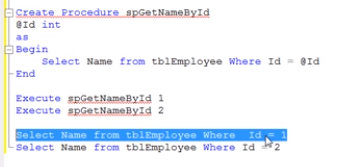 Create Procedure spGetNameById
@Id int
as
Begin
Select Name from tblEmployee Where Id = @Id
End
Execute spGetNameById 1
Execute spGetNameById 2
Select Name from tblEmployee Where Id = 1
Select Name from tblEmployee Where Id = 2